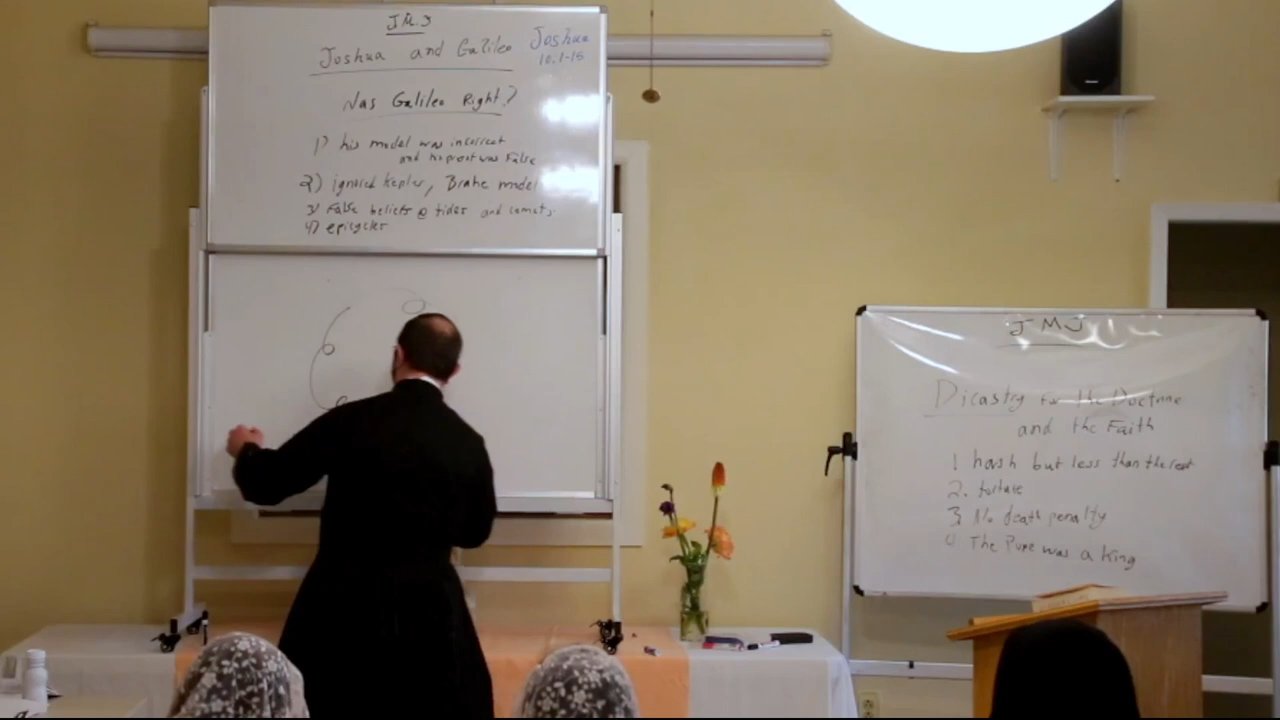 J.M.J
Joshua and Galileo
Joshua
10.1-15
Was Galileo Right?
1) his model was incorrect
and his proof was False
2) ignored Kepler, Brahe model
3) False beliefs @ tides and comets.
4) epicycles
J M J
Dicastry for the Doctrine
and the Faith
1 harsh but less than the rest
2. torture
3. No death penalty
4 The Pope was a King